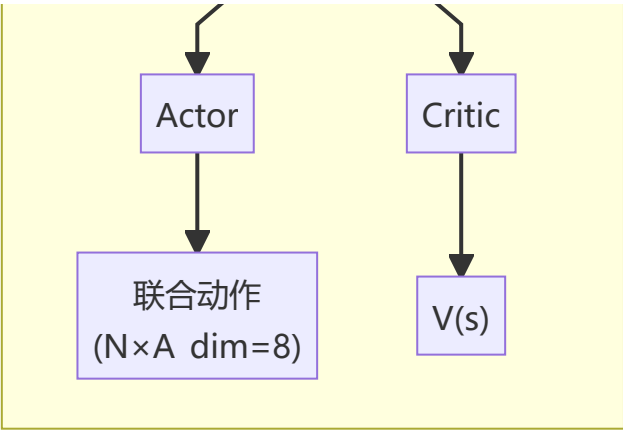 Actor
Critic
联合动作
(N×A dim=8)
V(s)